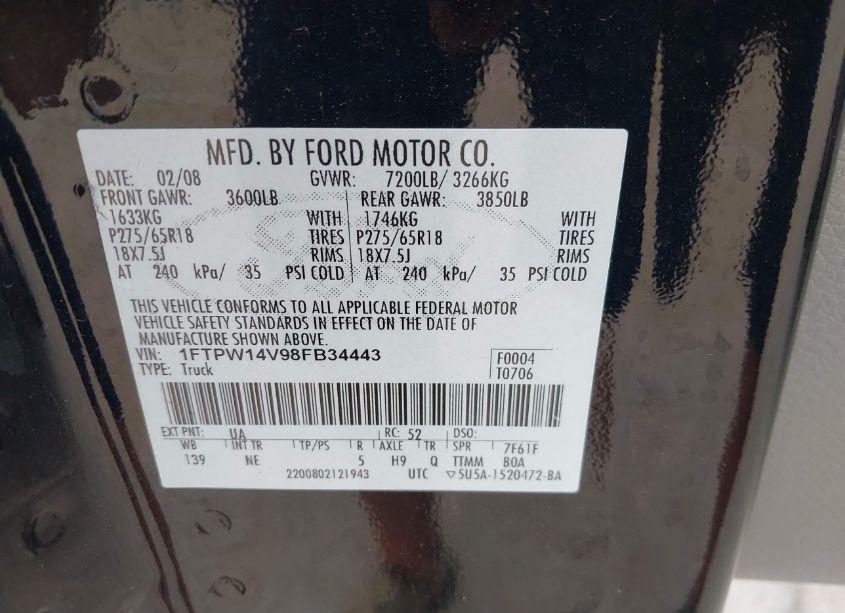 MFD. BY FORD MOTOR CO.
DATE: 02/08 GVWR: 7200LB/ 3266KG
FRONT GAWR: 3600LB REAR GAWR: 3850LB
1633KG WITH 1746KG WITH
P275/65R18 TIRES P275/65R18 TIRES
18X7.5J RIMS 18X7.5J RIMS
AT 240 kPa/ 35 PSI COLD AT 240 kPa/ 35 PSI COLD
THIS VEHICLE CONFORMS TO ALL APPLICABLE FEDERAL MOTOR
VEHICLE SAFETY STANDARDS IN EFFECT ON THE DATE OF
MANUFACTURE SHOWN ABOVE.
VIN: 1FTPW14V98FB34443 F0004
TYPE: Truck T0706
EXT PNT: UA RC: 52 DSO:
WB INT TR TP/PS R AXLE TR SPR 7F61F
139 NE 5 H9 Q TTMM BOA
2200802121943 UTC ▽5U5A-1520472-BA